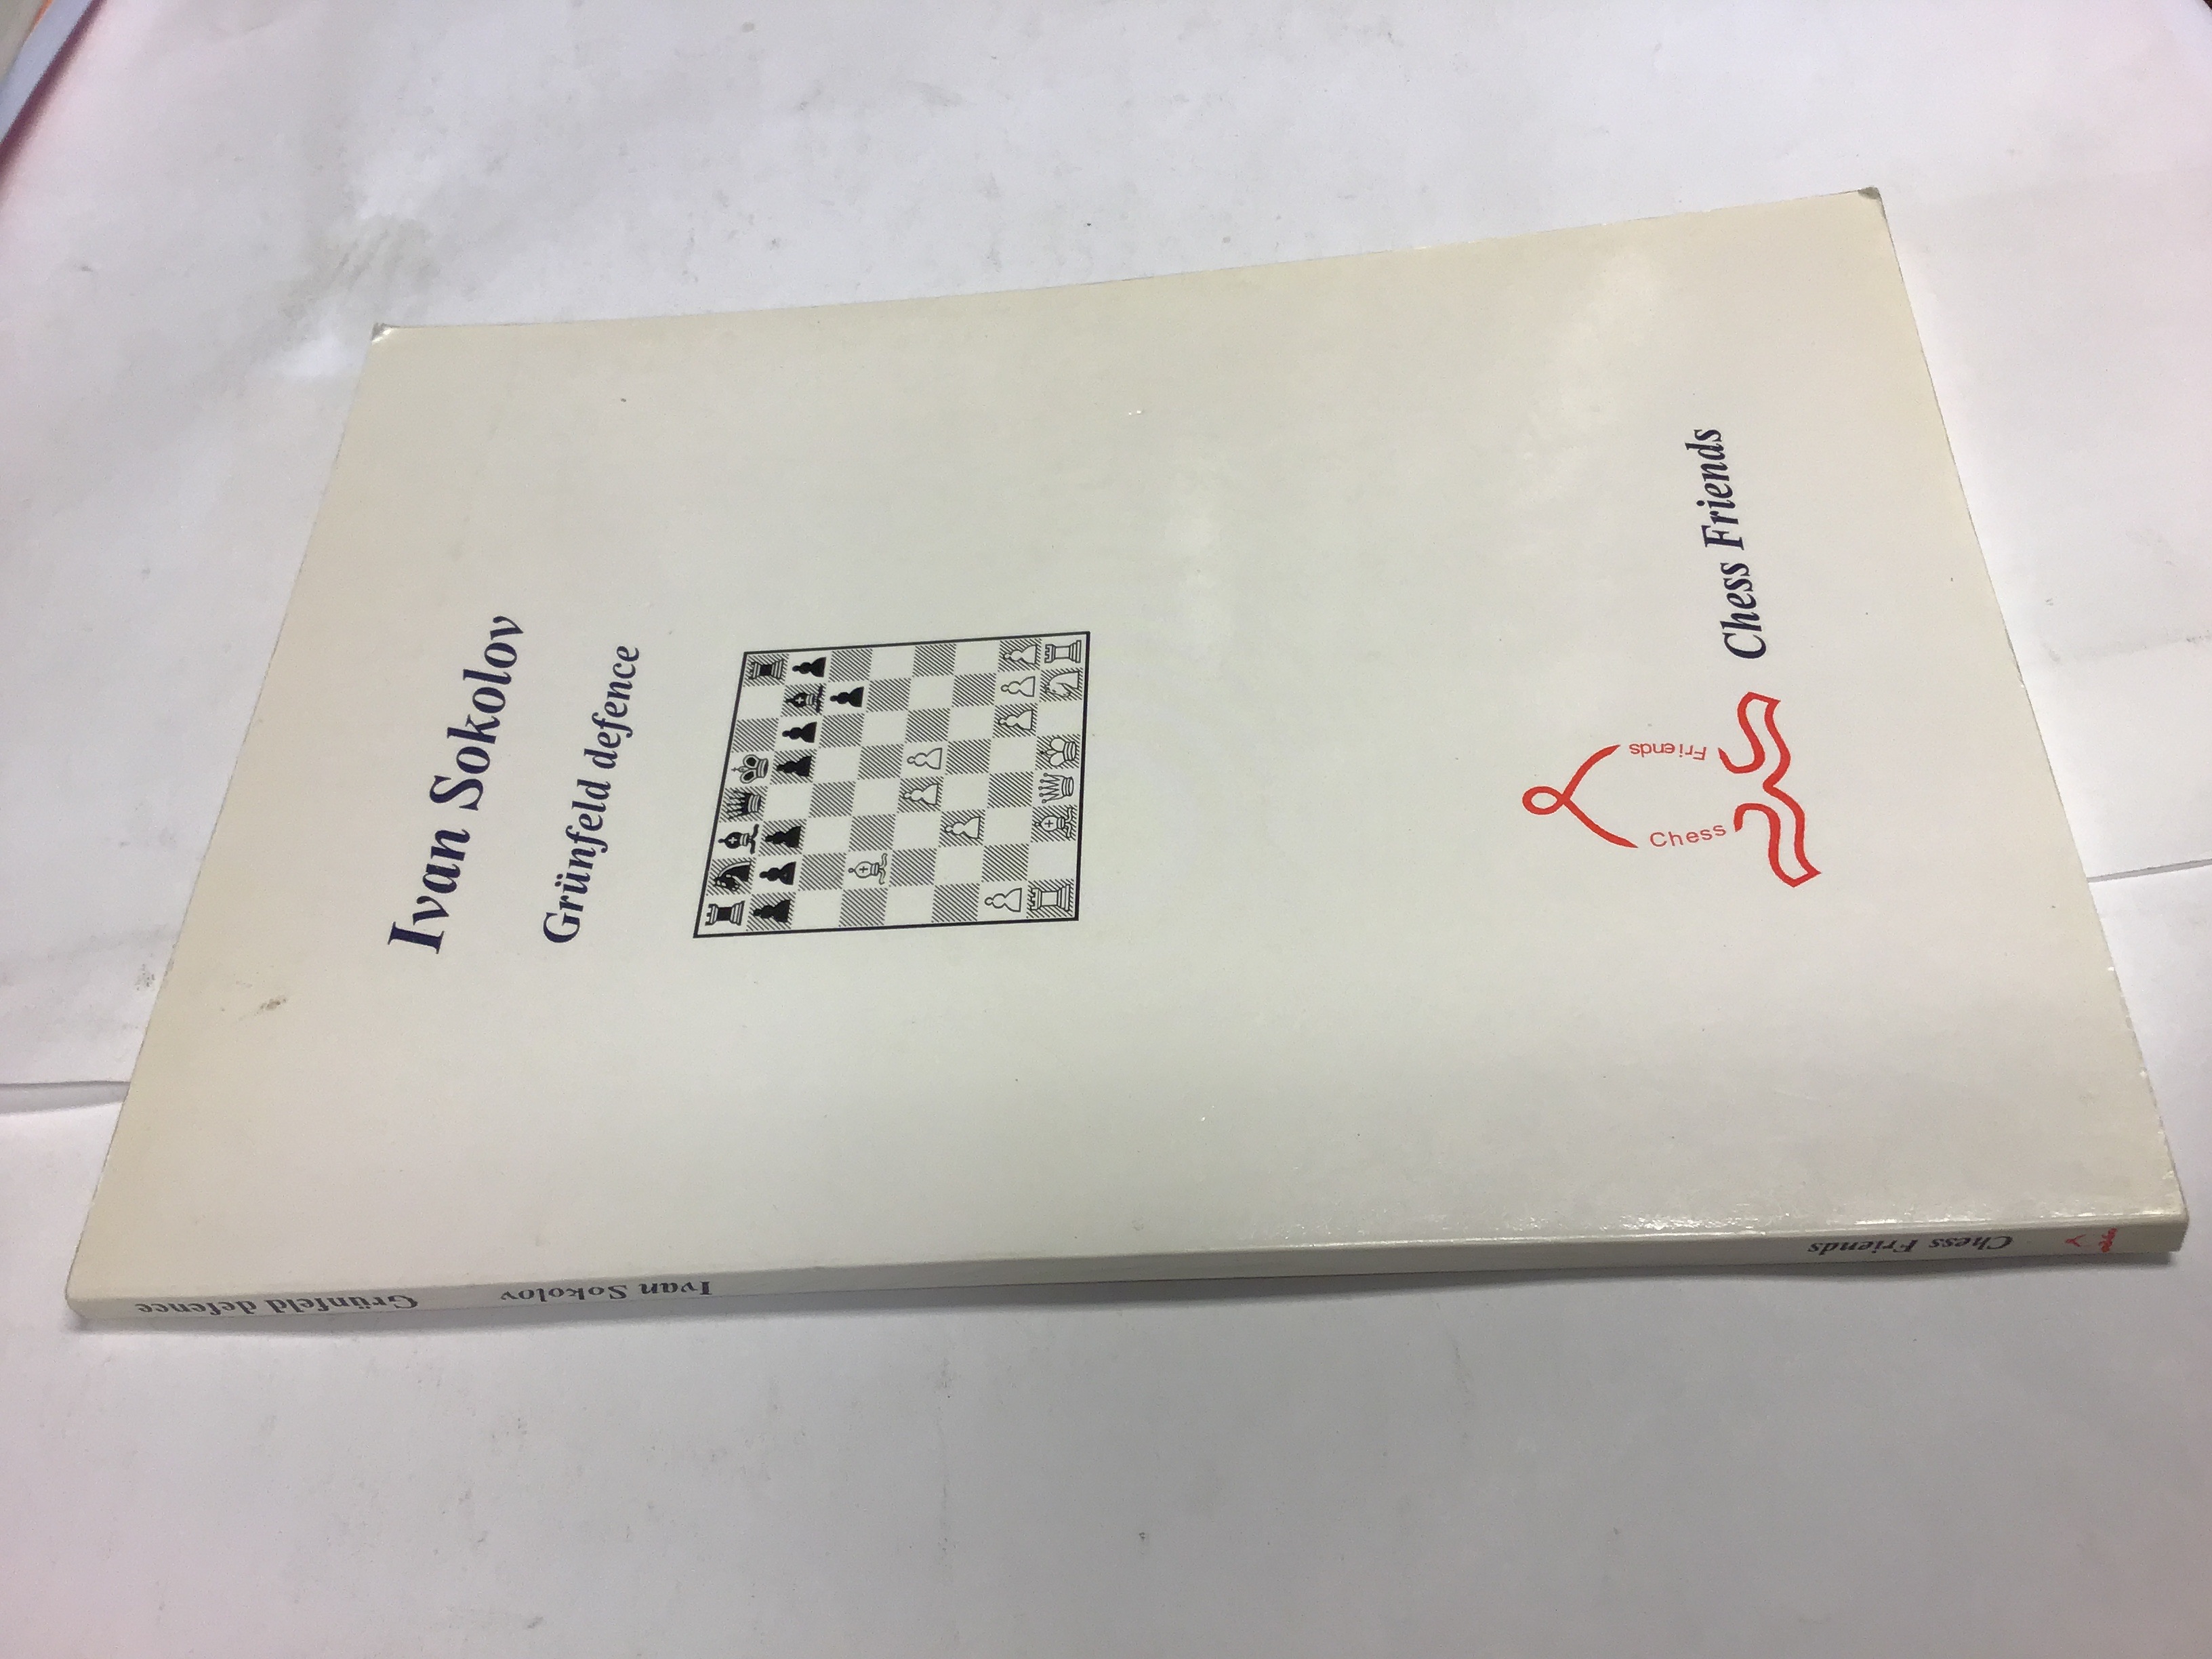 Ivan Sokolov
Grünfeld defence
Chess Friends
Chess Friends
Grünfeld defence Ivan Sokolov Chess Friends